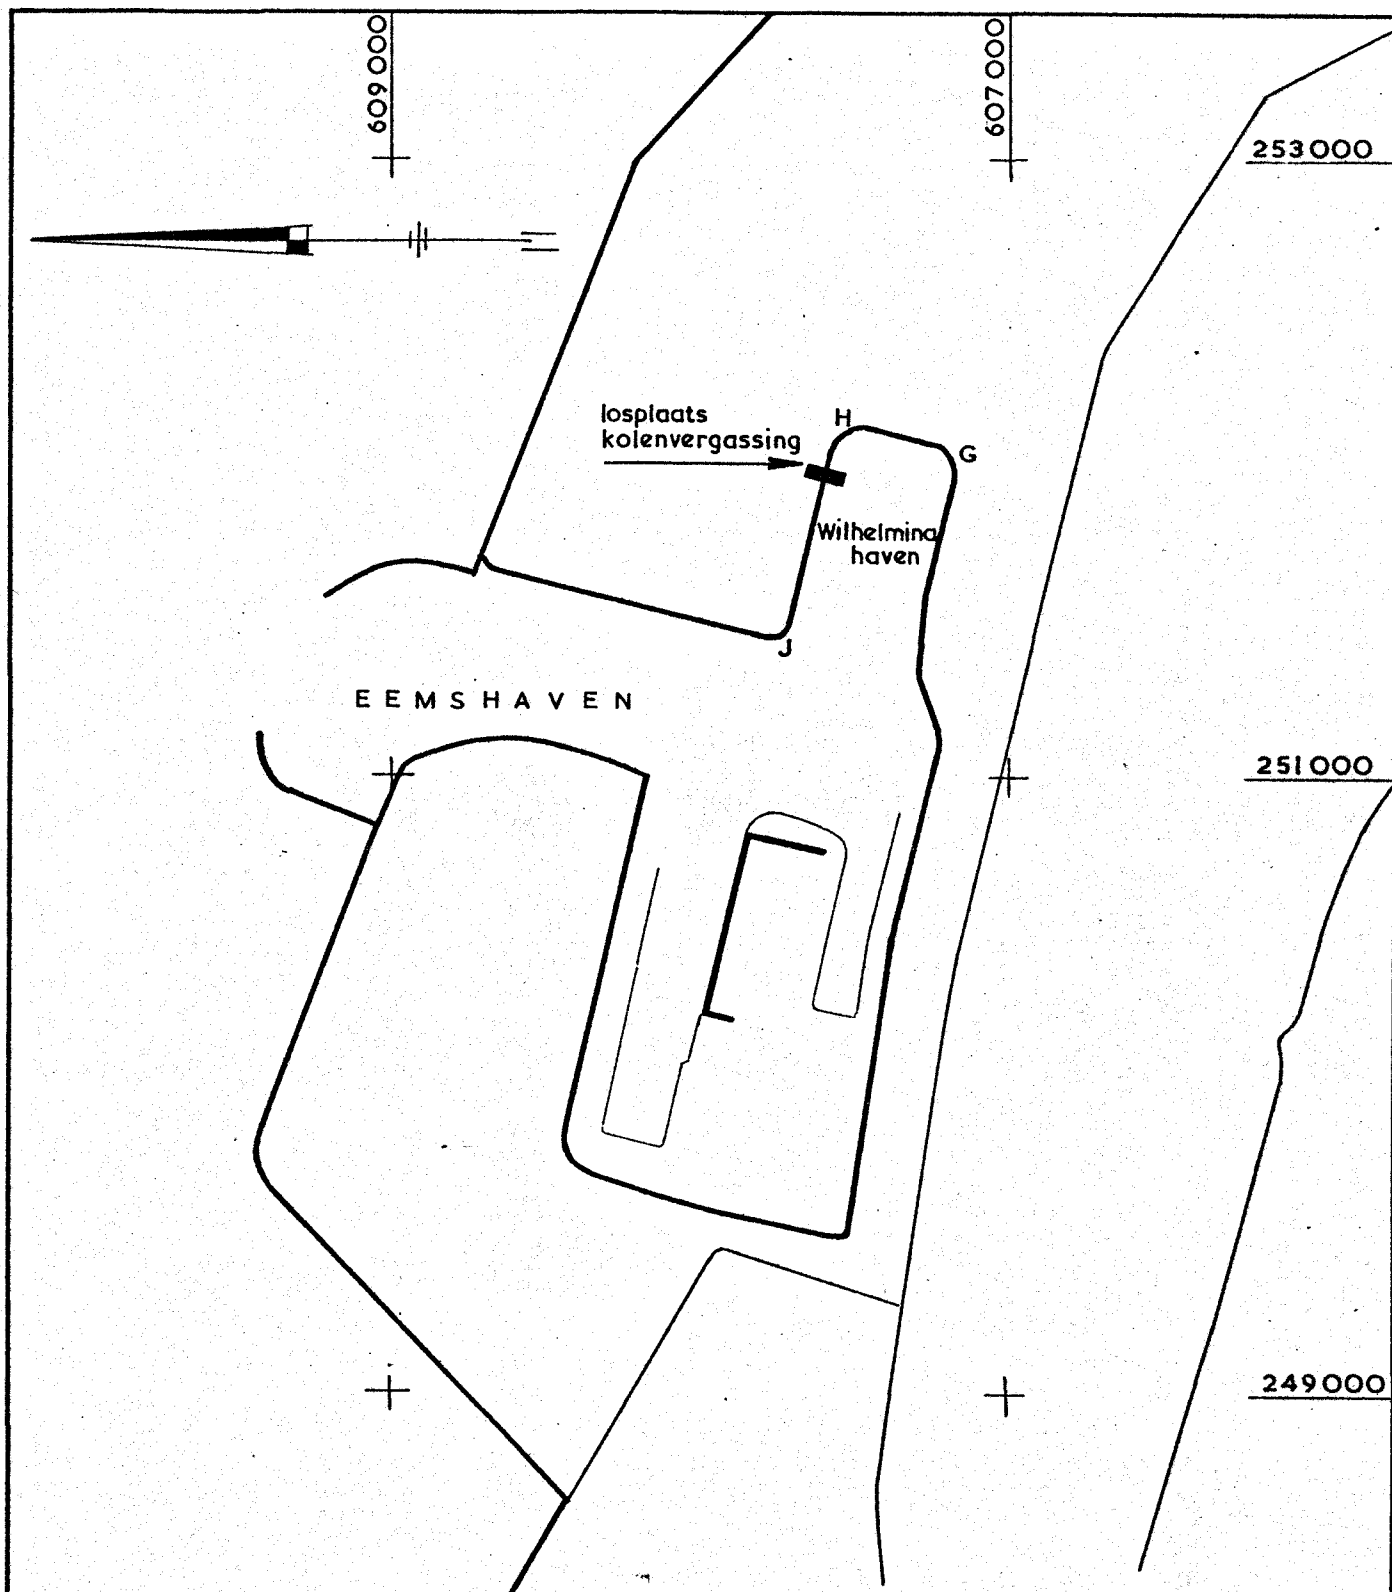 609000
607000
253000
losplaats
kolenvergassing
H
G
Wilhelmina
haven
J
EEMSHAVEN
251000
249000